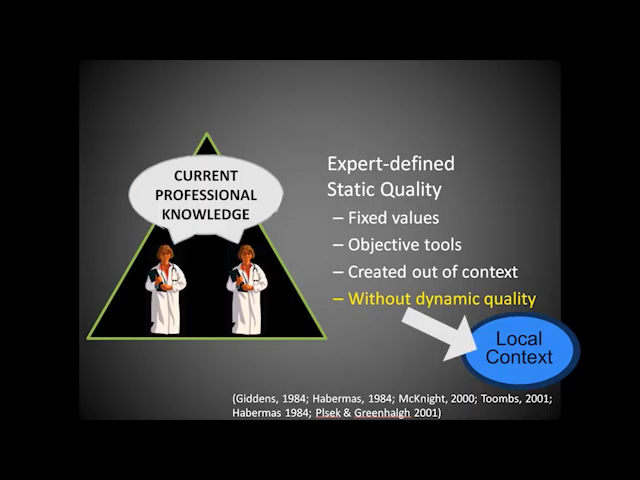 CURRENT
PROFESSIONAL
KNOWLEDGE
Expert-defined
Static Quality
– Fixed values
– Objective tools
– Created out of context
– Without dynamic quality
Local
Context
(Giddens, 1984; Habermas, 1984; McKnight, 2000; Toombs, 2001;
Habermas 1984; Plsek & Greenhalgh 2001)